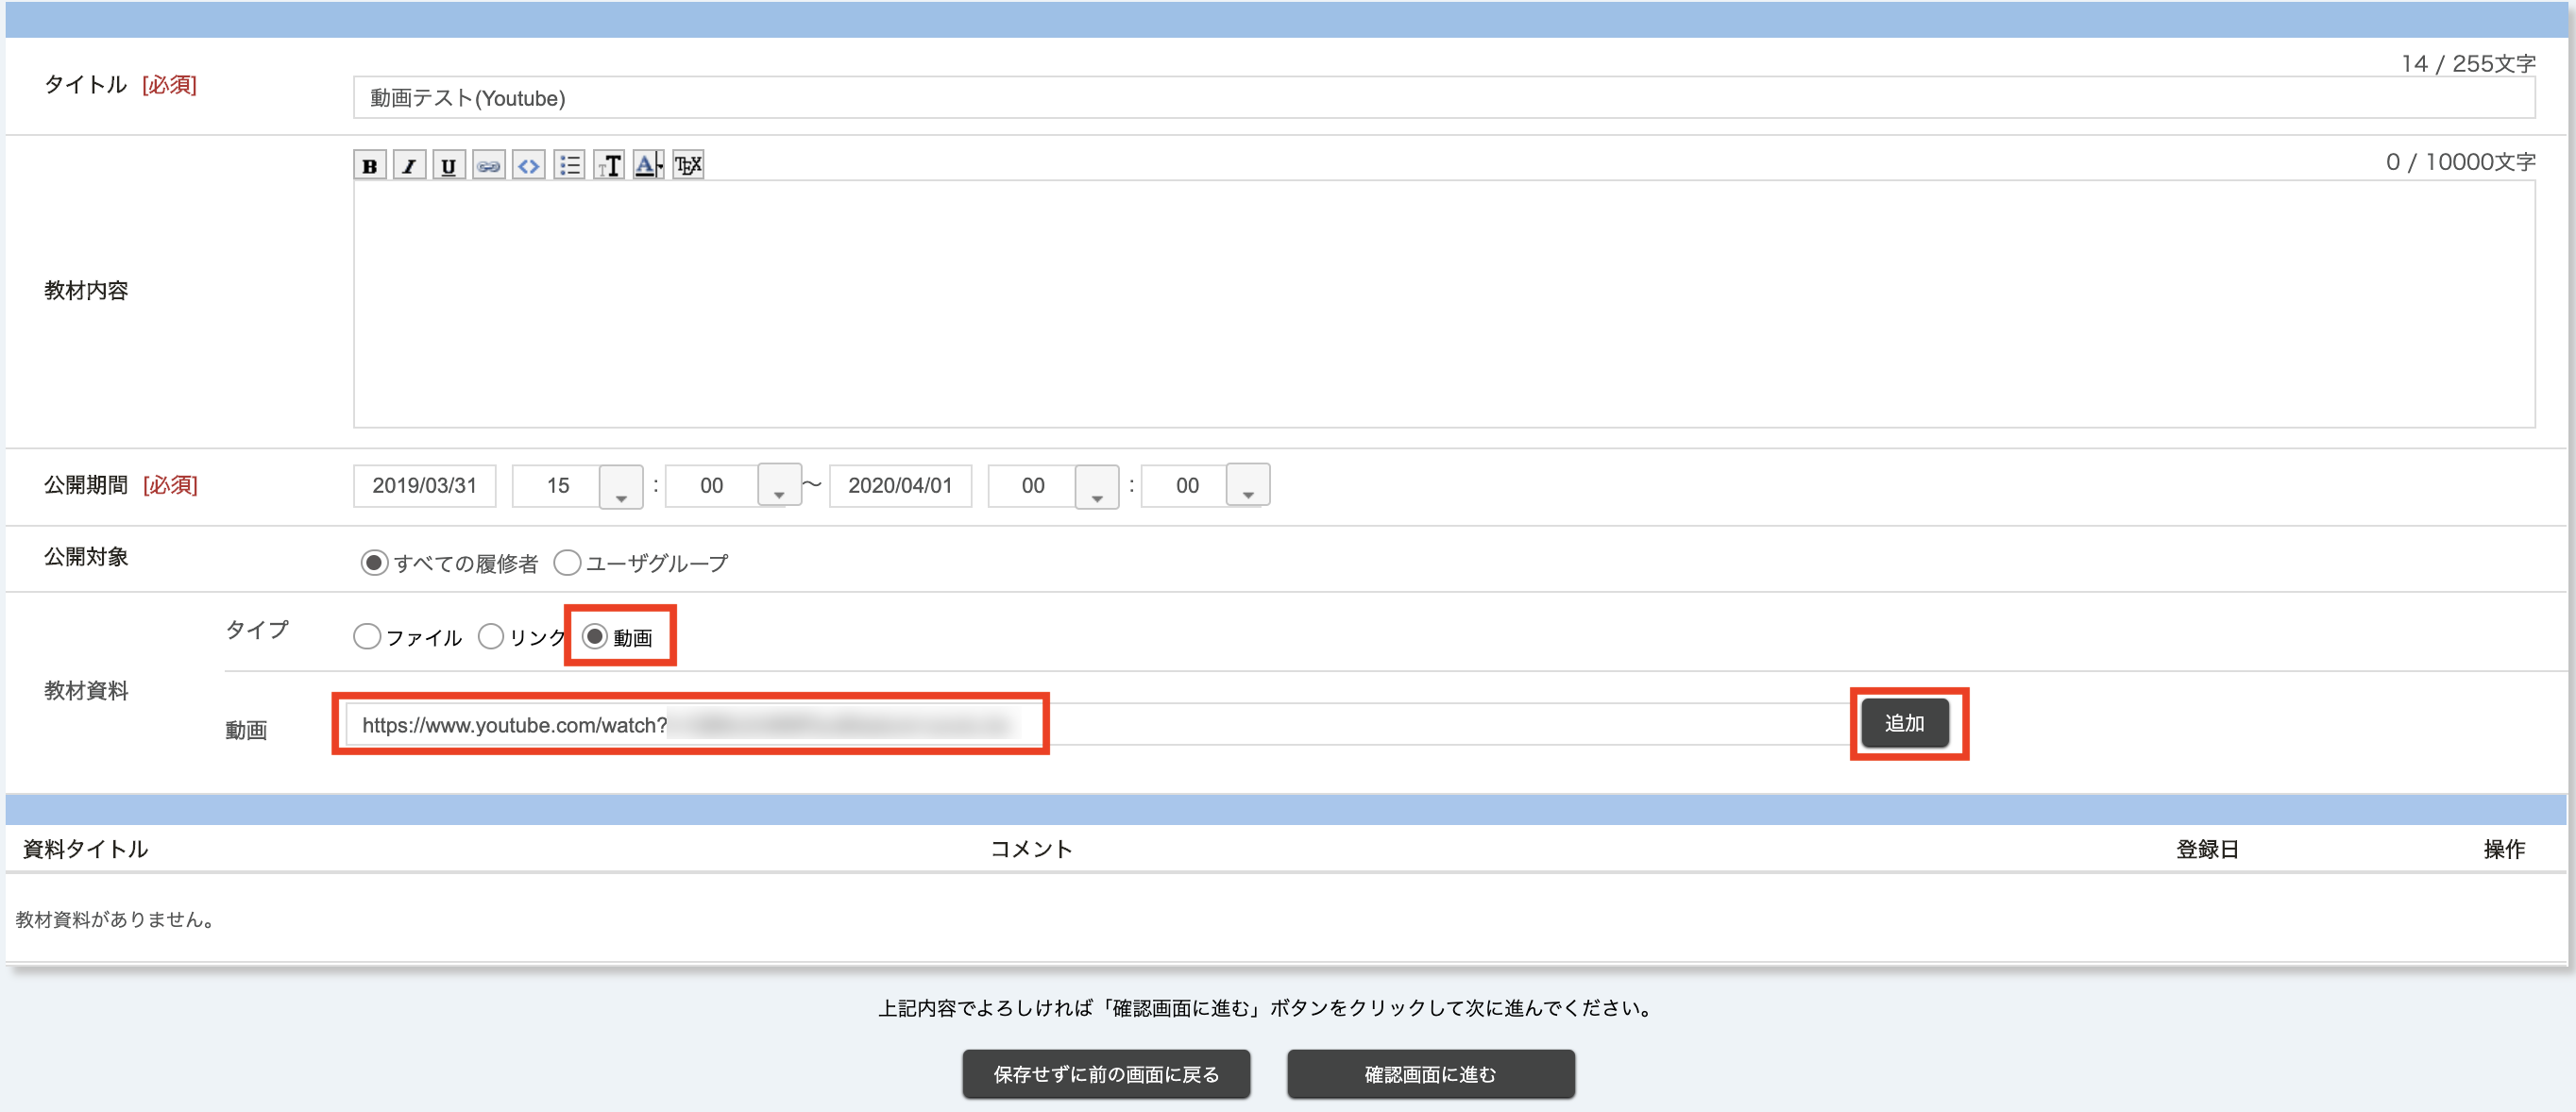 14 / 255文字
タイトル [必須]
動画テスト(Youtube)
B I U <> TT A TEX
0 / 10000文字
教材内容
公開期間 [必須]
2019/03/31 15 : 00 〜 2020/04/01 00 : 00
公開対象
すべての履修者 ユーザグループ
タイプ
ファイル リンク 動画
教材資料
動画
https://www.youtube.com/watch?
追加
資料タイトル コメント 登録日 操作
教材資料がありません。
上記内容でよろしければ「確認画面に進む」ボタンをクリックして次に進んでください。
保存せずに前の画面に戻る 確認画面に進む